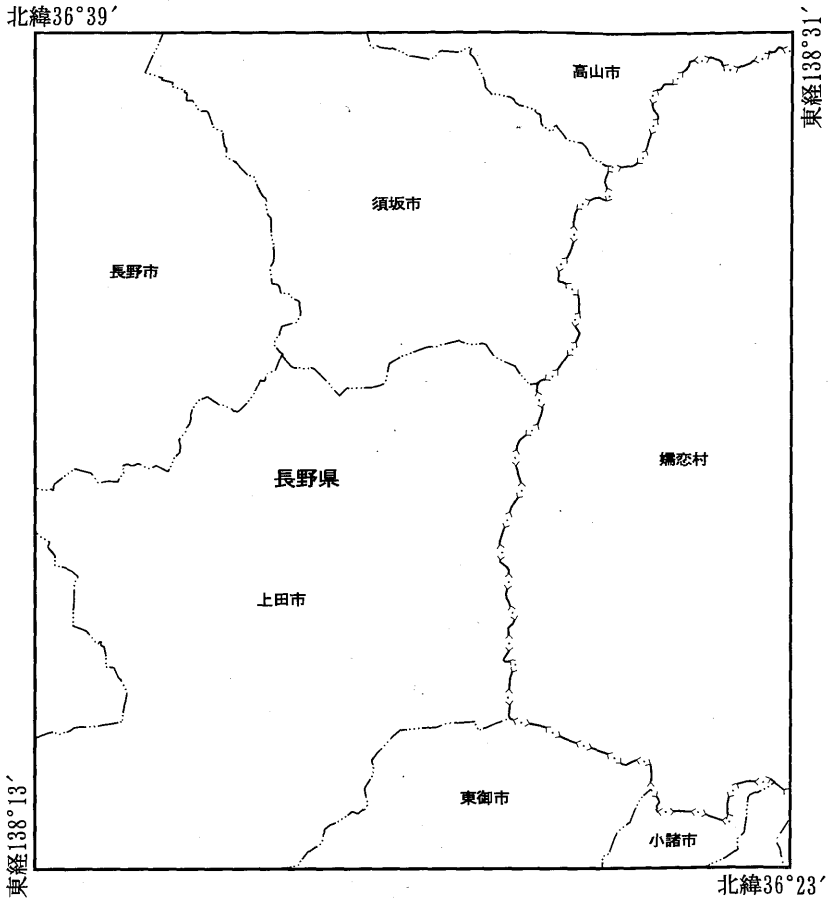 北緯36°39′
東経138°31′
高山市
須坂市
長野市
嬬恋村
長野県
上田市
東御市
小諸市
東経138°13′
北緯36°23′